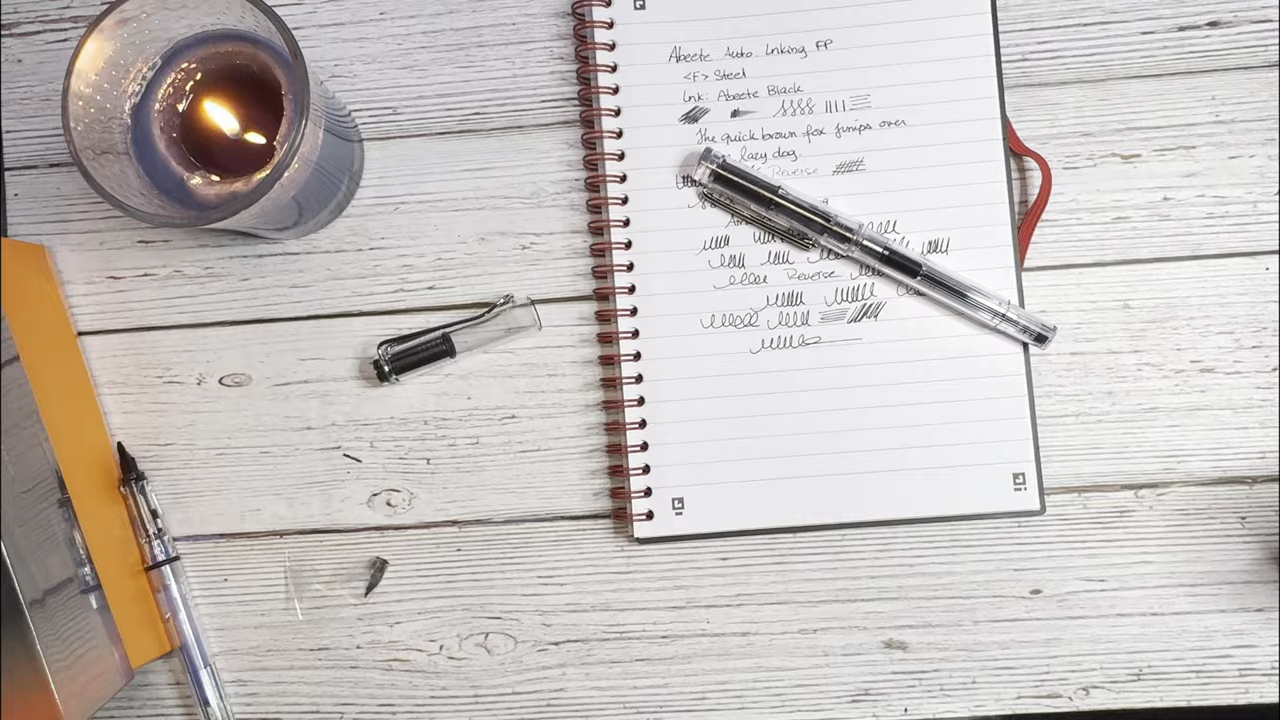 Abeete Auto. Inking FP
<F> Steel
Ink: Abeete Black
The quick brown fox jumps over
lazy dog.
Reverse
Reverse